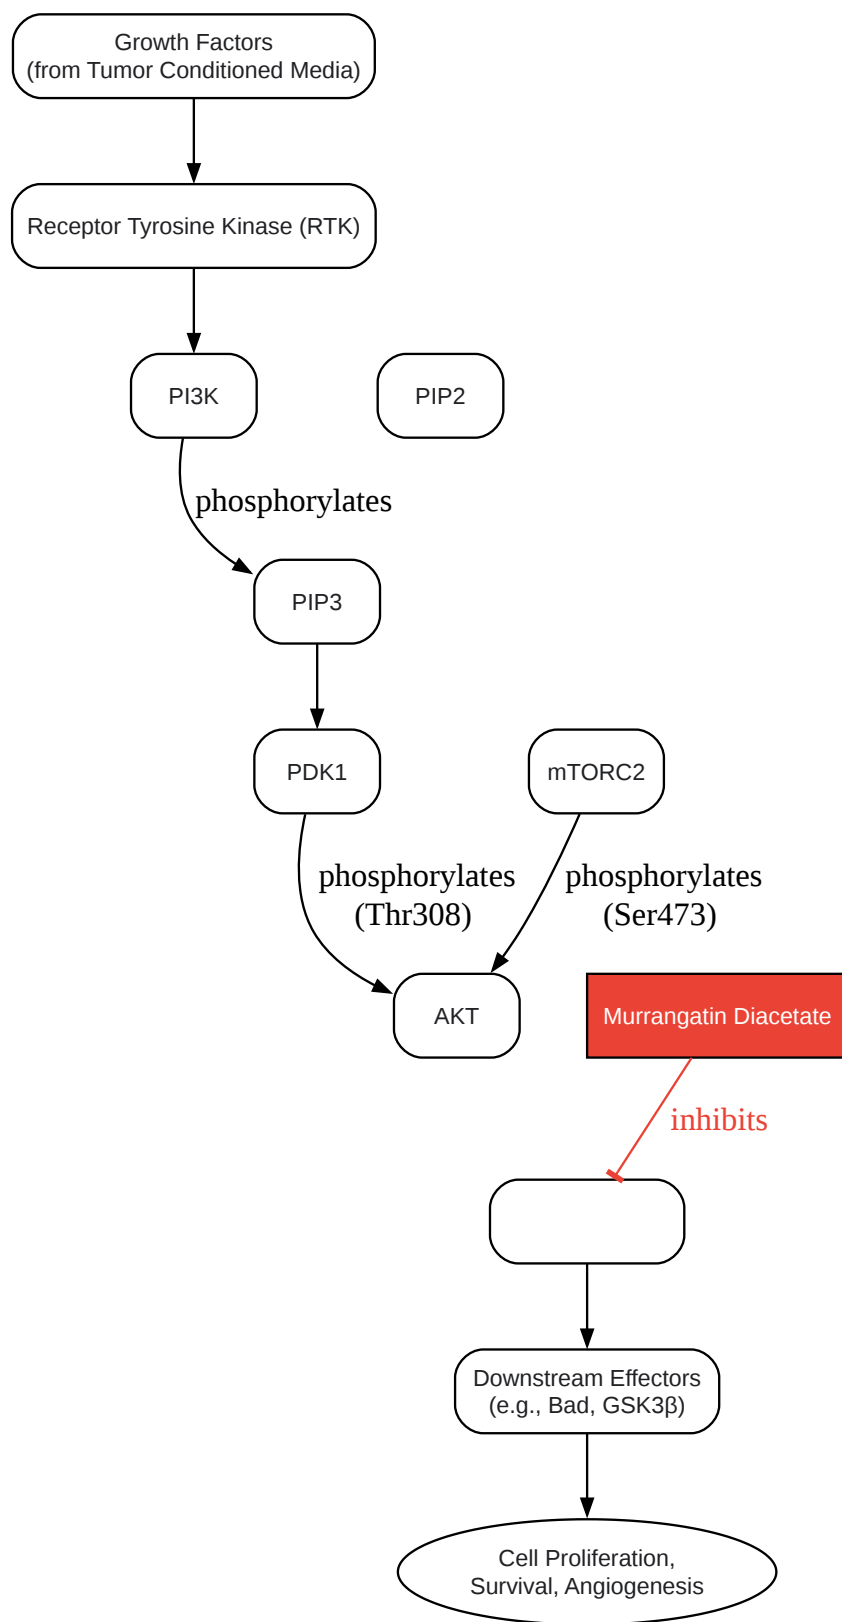 Growth Factors
(from Tumor Conditioned Media)
Receptor Tyrosine Kinase (RTK)
PI3K
PIP2
phosphorylates
PIP3
PDK1
mTORC2
phosphorylates
(Thr308)
phosphorylates
(Ser473)
AKT
Murrangatin Diacetate
inhibits
Downstream Effectors
(e.g., Bad, GSK3β)
Cell Proliferation,
Survival, Angiogenesis